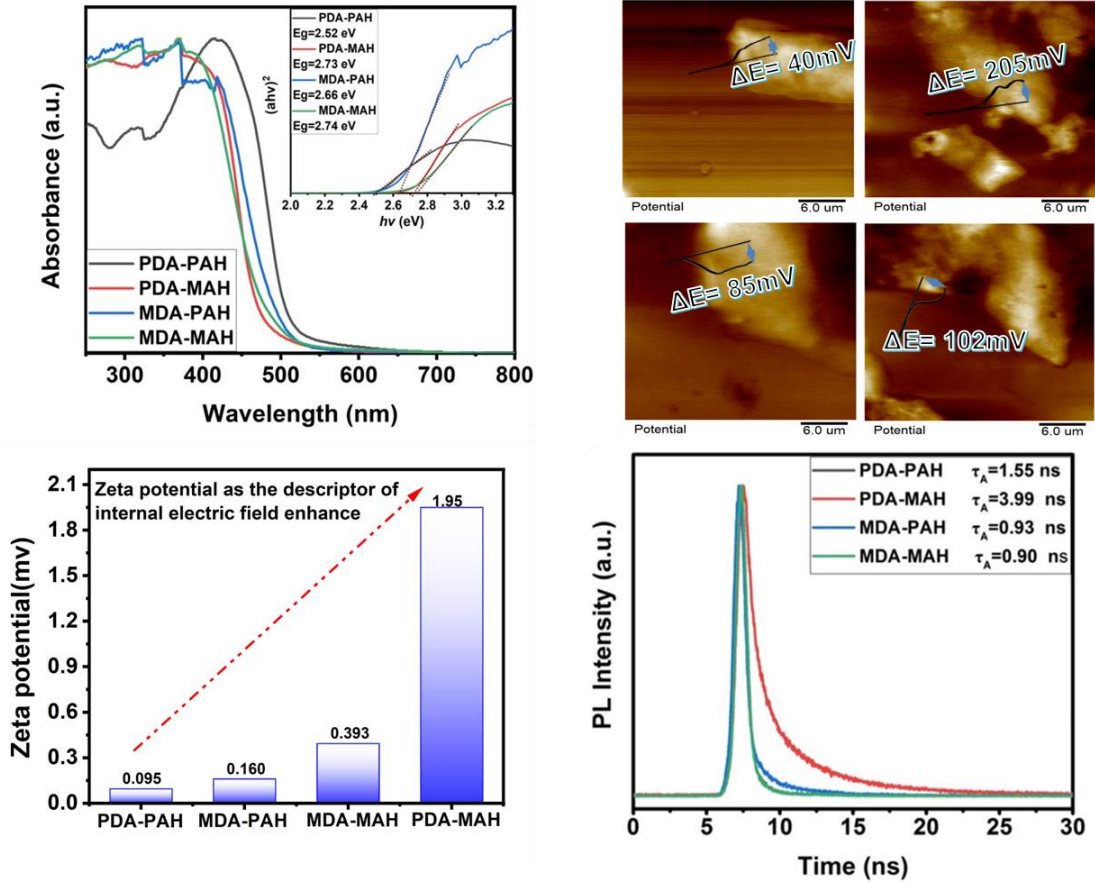 PDA-PAH
Eg=2.52 eV
PDA-MAH
Eg=2.73 eV
MDA-PAH
Eg=2.66 eV
MDA-MAH
Eg=2.74 eV
(ahv)²
2.0 2.2 2.4 2.6 2.8 3.0 3.2
hv (eV)
Absorbance (a.u.)
PDA-PAH
PDA-MAH
MDA-PAH
MDA-MAH
300 400 500 600 700 800
Wavelength (nm)
ΔE= 40mV
Potential
6.0 um
ΔE= 205mV
Potential
6.0 um
ΔE= 85mV
Potential
6.0 um
ΔE= 102mV
Potential
6.0 um
Zeta potential as the descriptor of
internal electric field enhance
Zeta potential(mv)
2.1
1.8
1.5
1.2
0.9
0.6
0.3
0.0
0.095
0.160
0.393
1.95
PDA-PAH MDA-PAH MDA-MAH PDA-MAH
PDA-PAH τA=1.55 ns
PDA-MAH τA=3.99 ns
MDA-PAH τA=0.93 ns
MDA-MAH τA=0.90 ns
PL Intensity (a.u.)
0 5 10 15 20 25 30
Time (ns)